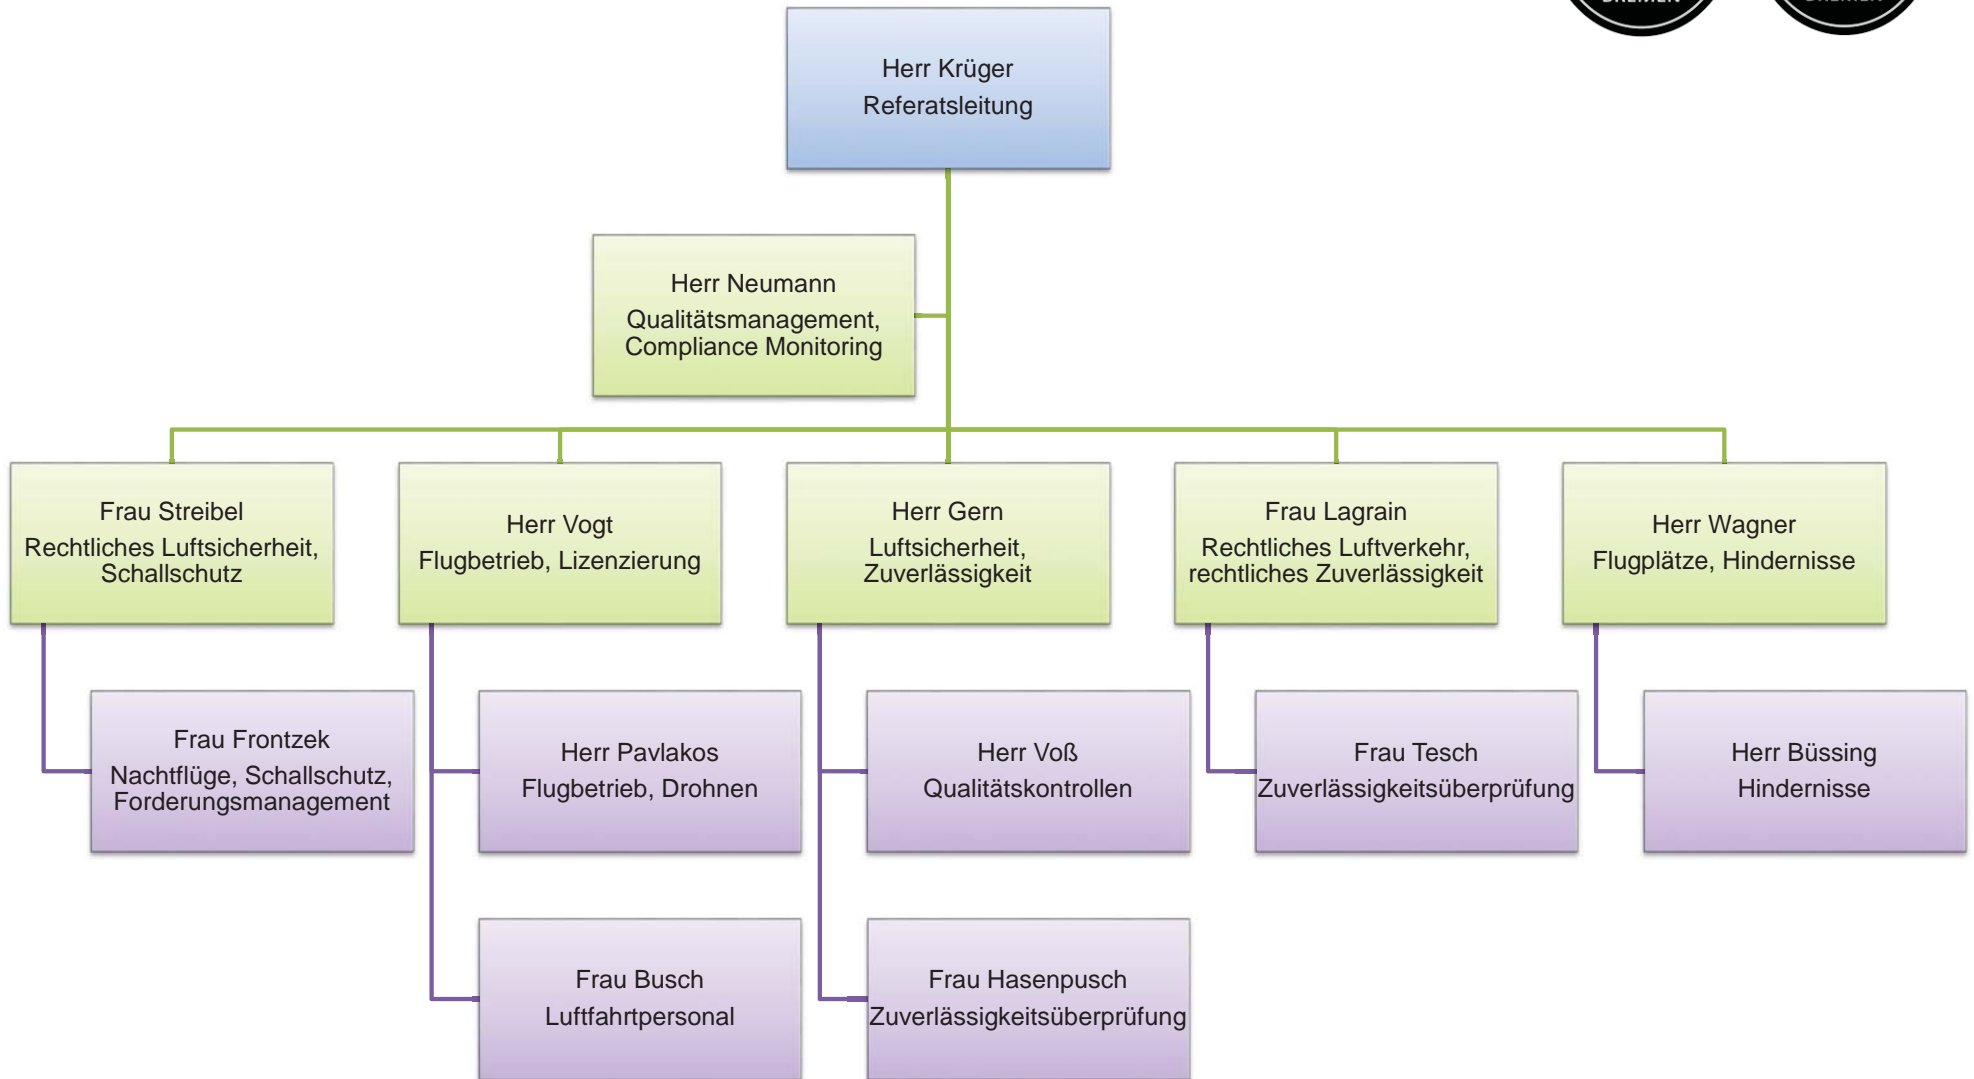 BREMEN
BREMEN
Herr Krüger
Referatsleitung
Herr Neumann
Qualitätsmanagement,
Compliance Monitoring
Frau Streibel
Rechtliches Luftsicherheit,
Schallschutz
Herr Vogt
Flugbetrieb, Lizenzierung
Herr Gern
Luftsicherheit,
Zuverlässigkeit
Frau Lagrain
Rechtliches Luftverkehr,
rechtliches Zuverlässigkeit
Herr Wagner
Flugplätze, Hindernisse
Frau Frontzek
Nachtflüge, Schallschutz,
Forderungsmanagement
Herr Pavlakos
Flugbetrieb, Drohnen
Herr Voß
Qualitätskontrollen
Frau Tesch
Zuverlässigkeitsüberprüfung
Herr Büssing
Hindernisse
Frau Busch
Luftfahrtpersonal
Frau Hasenpusch
Zuverlässigkeitsüberprüfung